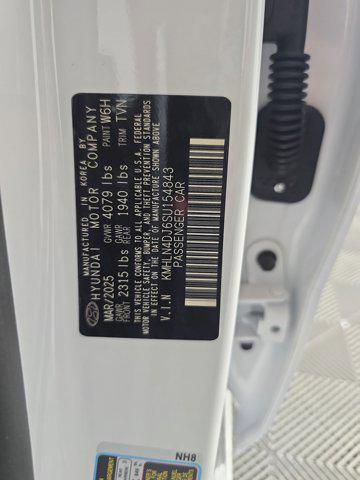 MANUFACTURED IN KOREA BY
HYUNDAI MOTOR COMPANY
MAR/2025 GVWR 4079 lbs PAINT W6H
GAWR FRONT 2315 lbs GAWR REAR 1940 lbs TRIM TVN
THIS VEHICLE CONFORMS TO ALL APPLICABLE U.S.A. FEDERAL
MOTOR VEHICLE SAFETY, BUMPER, AND THEFT PREVENTION STANDARDS
IN EFFECT ON THE DATE OF MANUFACTURE SHOWN ABOVE
V.I.N KMHLN4DJ6SU154843
PASSENGER CAR
NH8